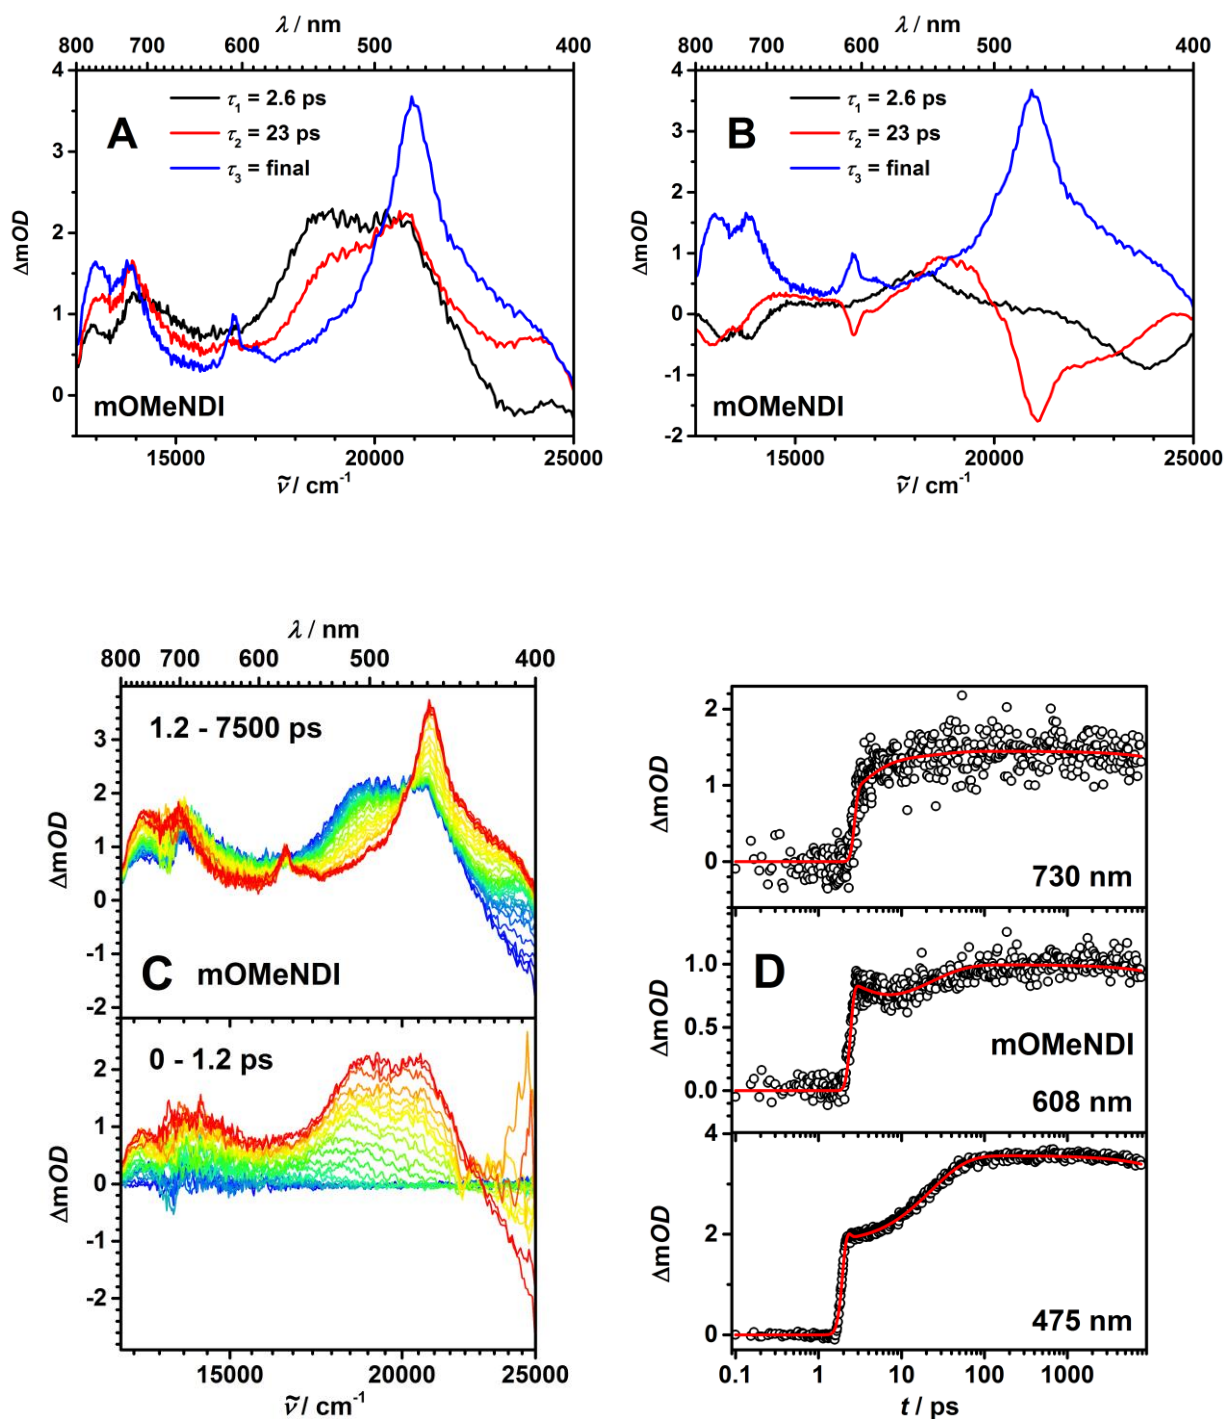 λ / nm
800 700 600 500 400
4
3
2
1
0
ΔmOD
τ1 = 2.6 ps
τ2 = 23 ps
τ3 = final
A
mOMeNDI
15000 20000 25000
ṽ / cm-1
λ / nm
800 700 600 500 400
4
3
2
1
0
-1
-2
ΔmOD
τ1 = 2.6 ps
τ2 = 23 ps
τ3 = final
B
mOMeNDI
15000 20000 25000
ṽ / cm-1
λ / nm
800 700 600 500 400
1.2 - 7500 ps
3
2
1
0
-1
-2
ΔmOD
C mOMeNDI
0 - 1.2 ps
2
1
0
-1
-2
ΔmOD
15000 20000 25000
ṽ / cm-1
2
1
0
ΔmOD
730 nm
1.0
0.5
0.0
ΔmOD
D
mOMeNDI
608 nm
4
2
0
ΔmOD
475 nm
0.1 1 10 100 1000
t / ps